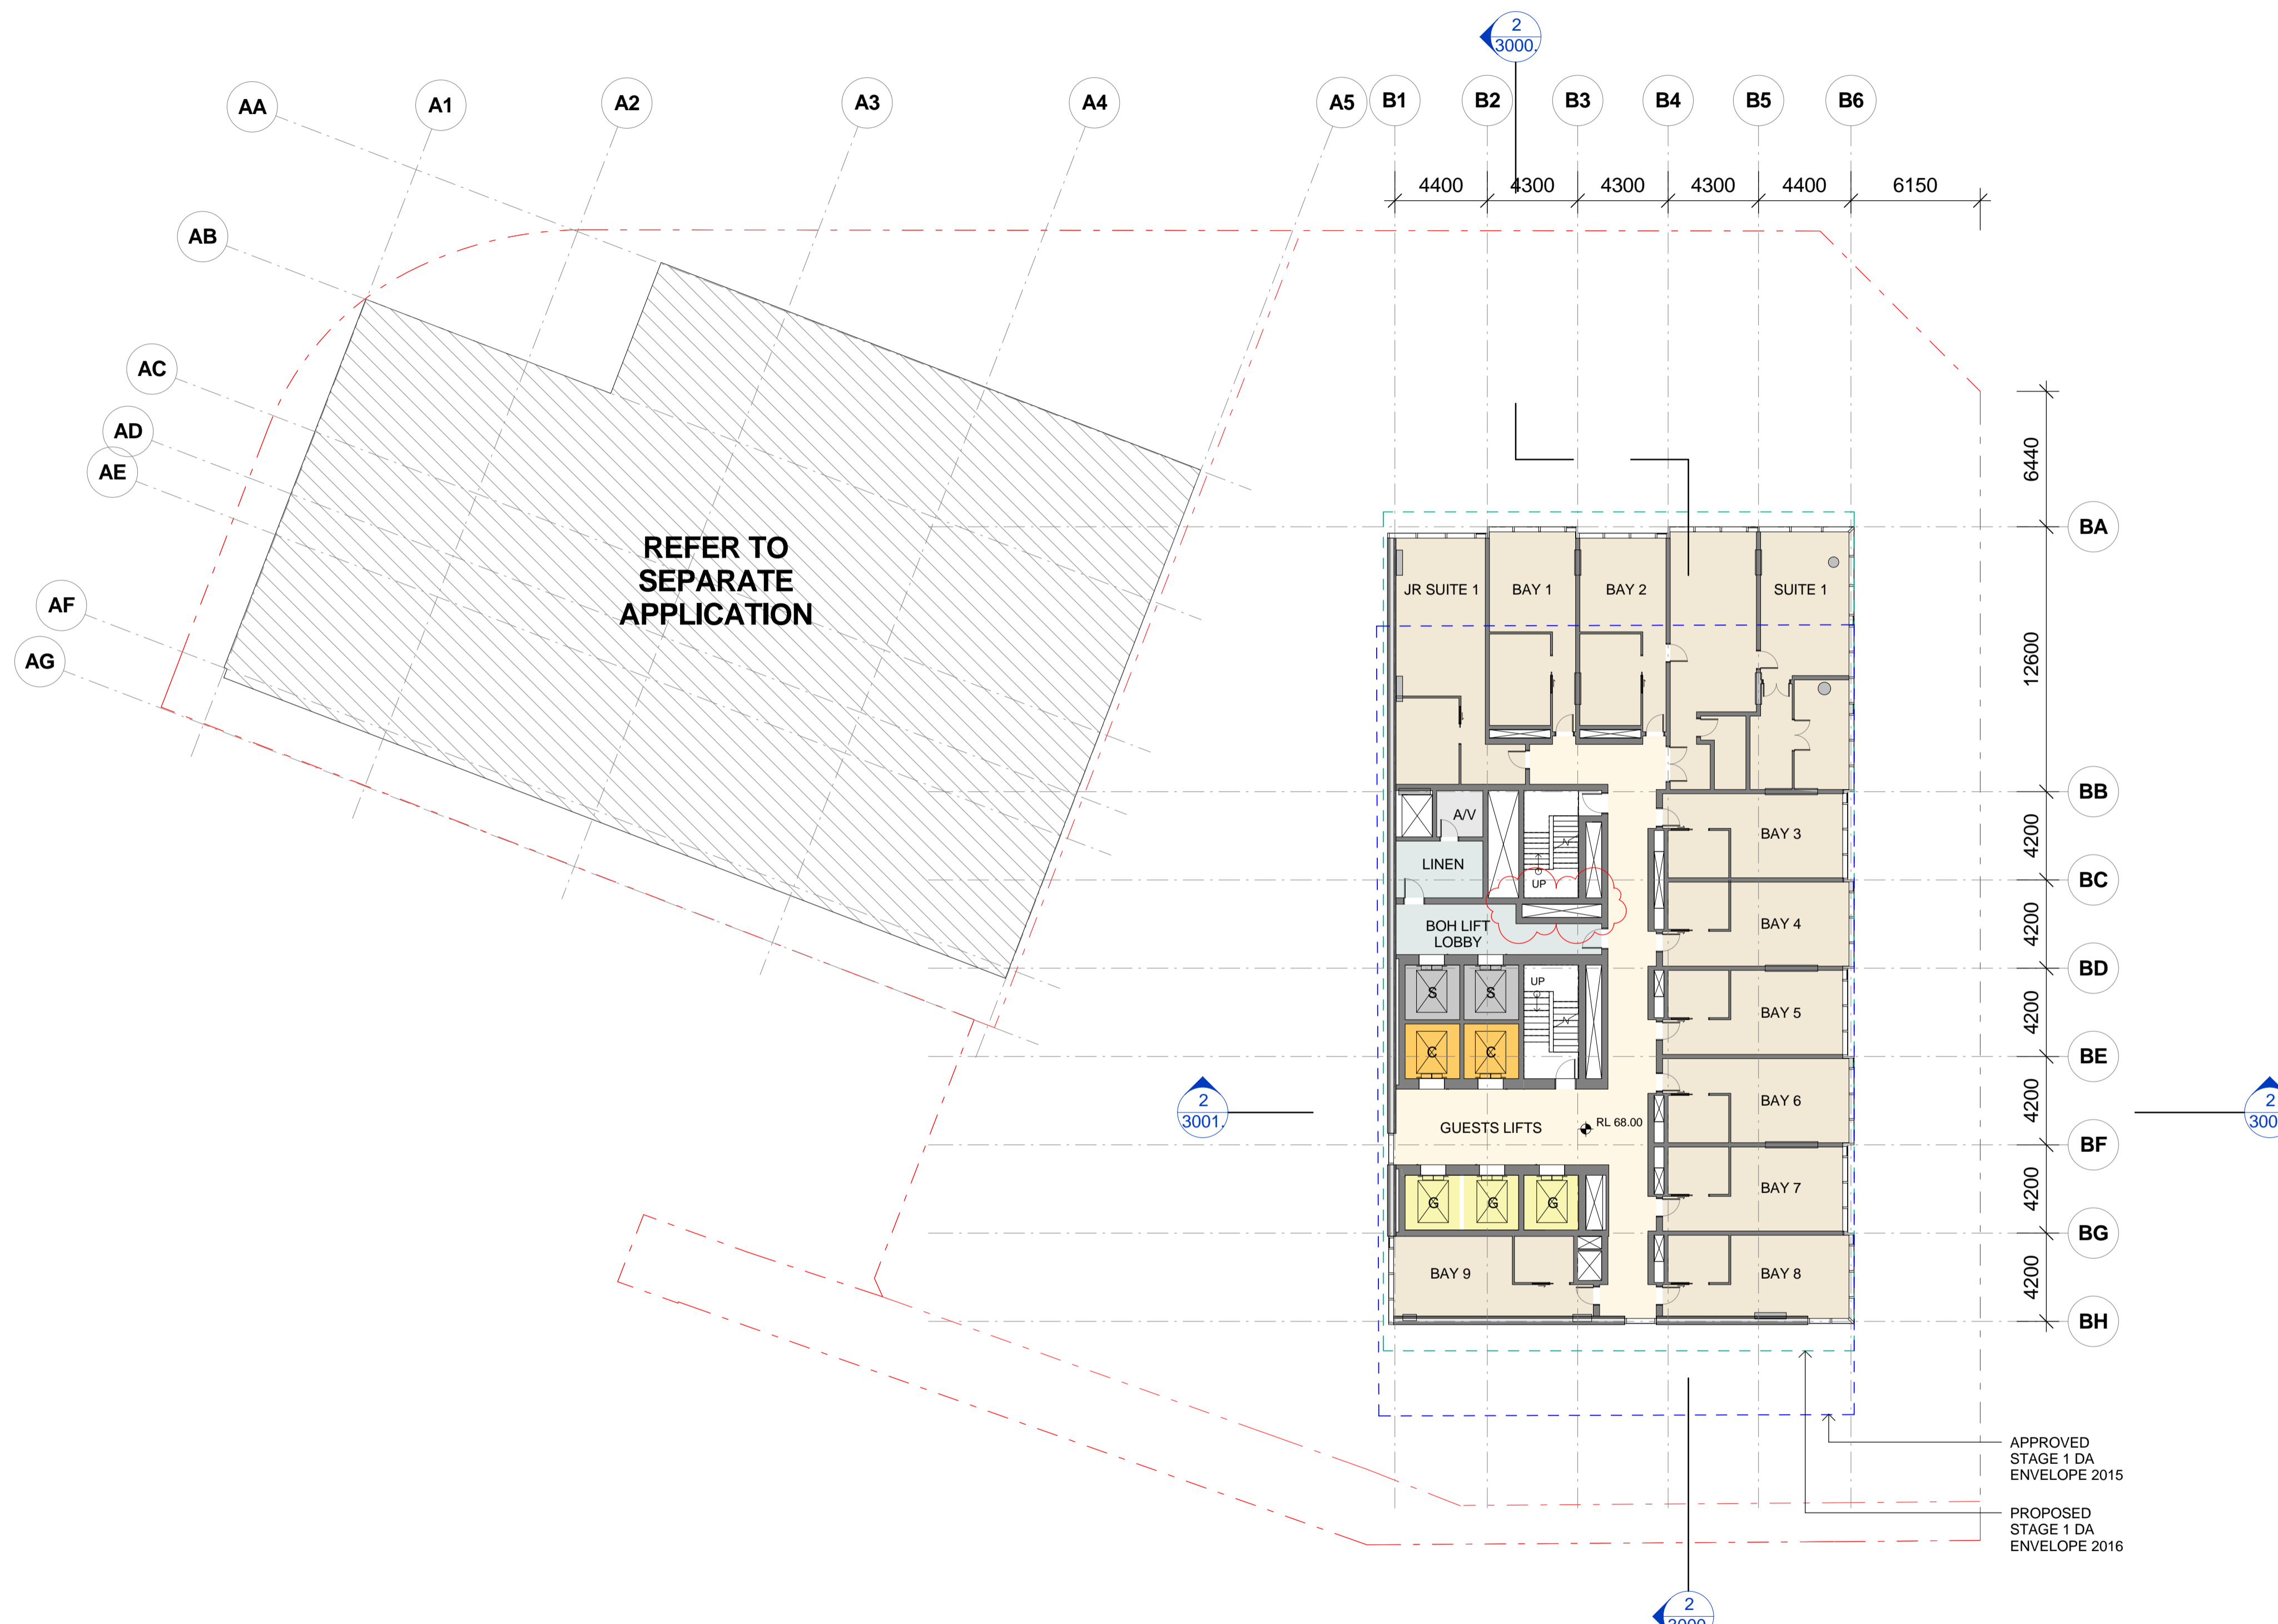 2
3000.
AA
A1
A2
A3
A4
A5
B1
B2
B3
B4
B5
B6
4400
4300
4300
4300
4400
6150
AB
AC
AD
AE
AF
AG
REFER TO
SEPARATE
APPLICATION
6440
BA
12600
BB
4200
BC
4200
BD
4200
BE
4200
BF
4200
BG
4200
BH
JR SUITE 1
BAY 1
BAY 2
SUITE 1
A/V
BAY 3
LINEN
UP
BOH LIFT
LOBBY
BAY 4
S
S
UP
BAY 5
C
C
BAY 6
2
3001.
GUESTS LIFTS
RL 68.00
2
300
G
G
G
BAY 7
BAY 9
BAY 8
APPROVED
STAGE 1 DA
ENVELOPE 2015
PROPOSED
STAGE 1 DA
ENVELOPE 2016
2